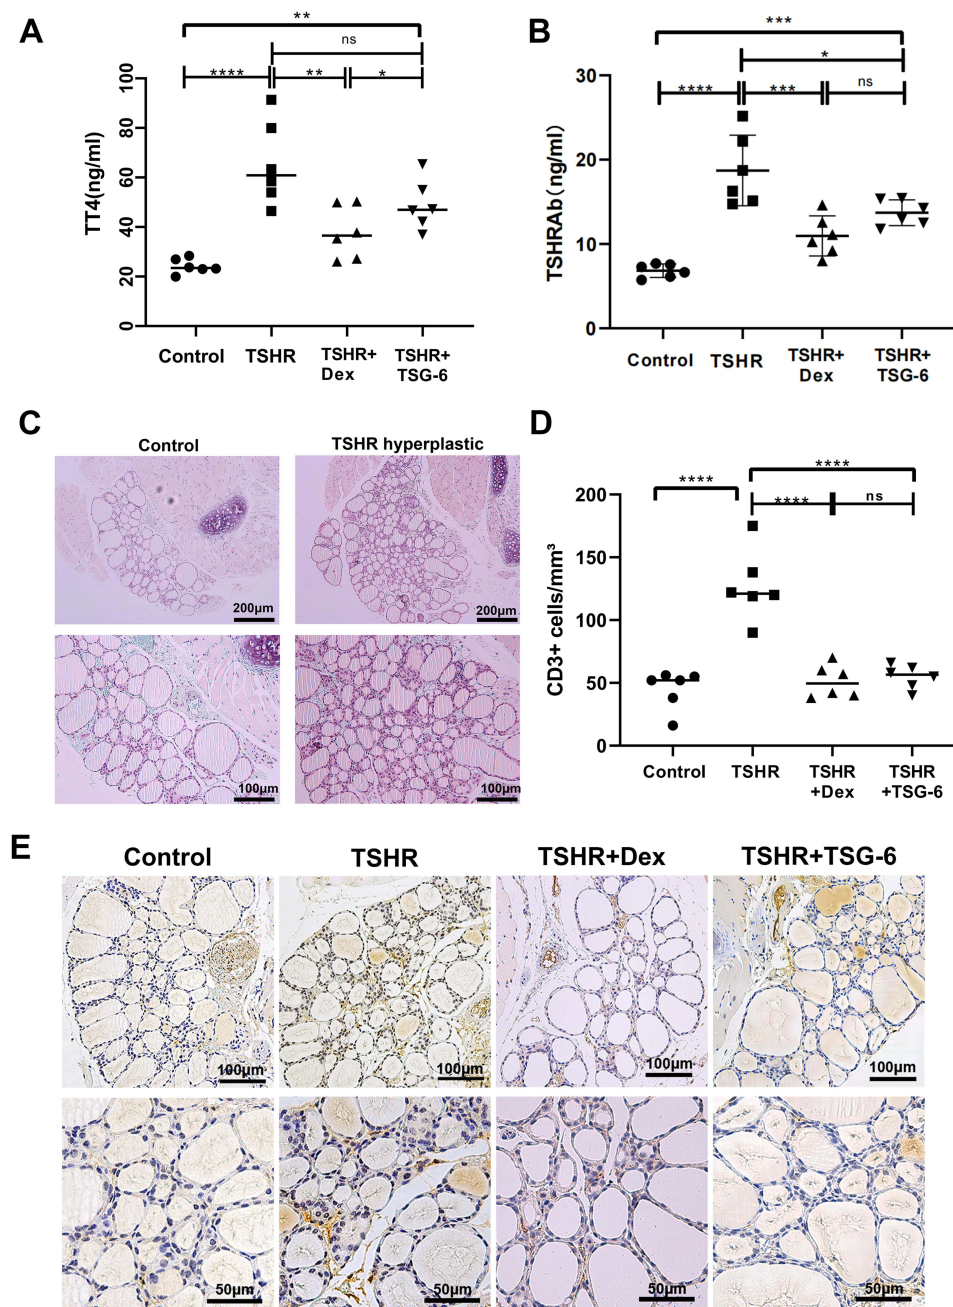 A
**
ns
****
**
*
TT4(ng/ml)
100
80
60
40
20
0
Control
TSHR
TSHR+
Dex
TSHR+
TSG-6
B
***
*
****
***
ns
TSHRAb(ng/ml)
30
20
10
0
Control
TSHR
TSHR+
Dex
TSHR+
TSG-6
C
Control
TSHR hyperplastic
200µm
200µm
100µm
100µm
D
****
****
****
ns
CD3+ cells/mm³
200
150
100
50
0
Control
TSHR
TSHR
+Dex
TSHR
+TSG-6
E
Control
TSHR
TSHR+Dex
TSHR+TSG-6
100µm
100µm
100µm
100µm
50µm
50µm
50µm
50µm